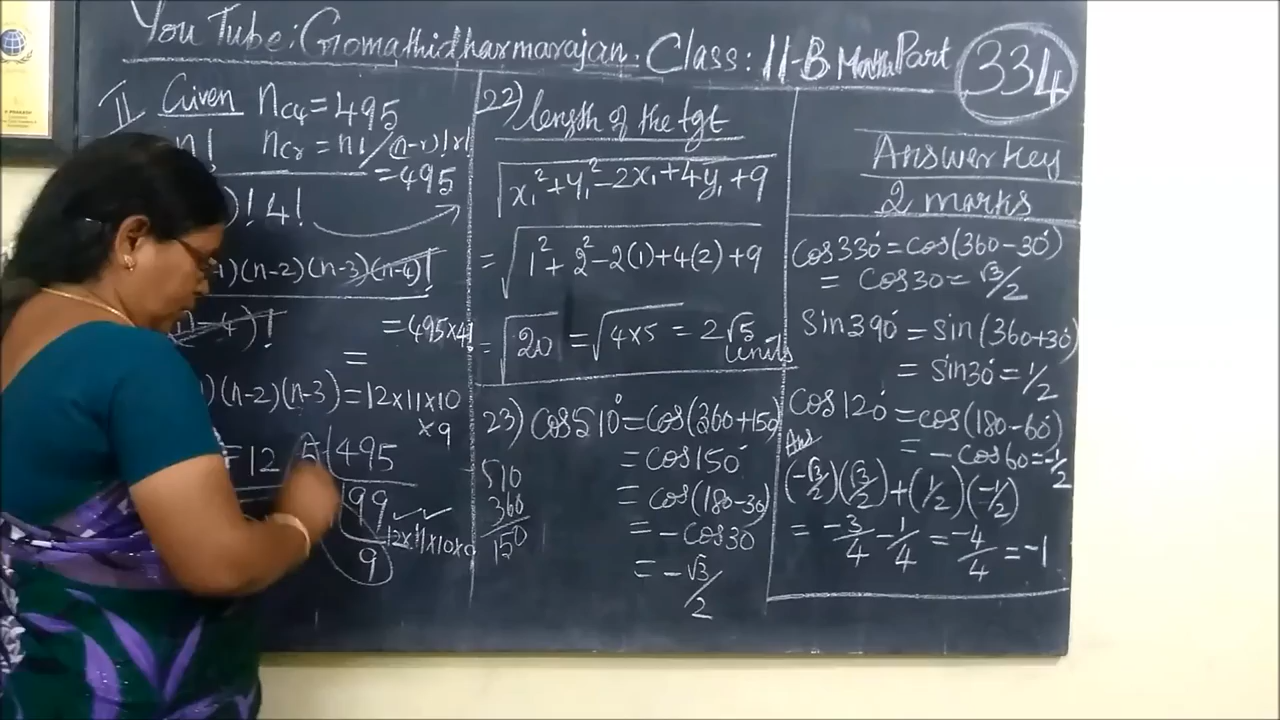 YouTube: Gomathidharmarajan. Class: 11-B Maths Part 334
II Given nC4 = 495
n! nCr = n!/(n-r)!r!
= 495
)! 4!
1)(n-2)(n-3)(n-4)!
(n-4)! = 495×4!
=
)(n-2)(n-3) = 12×11×10
×9
= 12
5 | 495
99
12×11×10×9
9
22) length of the tgt
√x₁² + y₁² - 2x₁ + 4y₁ + 9
= √1² + 2² - 2(1) + 4(2) + 9
= √20 = √4×5 = 2√5
units
23) cos510° = cos(360+150
= cos150°
= cos(180-30)
= - cos30
= - √3/2
510
360
150
Answer Key
2 marks
cos330° = cos(360-30°)
= cos30 = √3/2
Sin390° = sin(360+30°)
= sin30° = 1/2
cos120° = cos(180-60°)
= - cos60 = -1/2
Ans
(-√3/2)(√3/2) + (1/2)(-1/2)
= -3/4 - 1/4 = -4/4 = -1